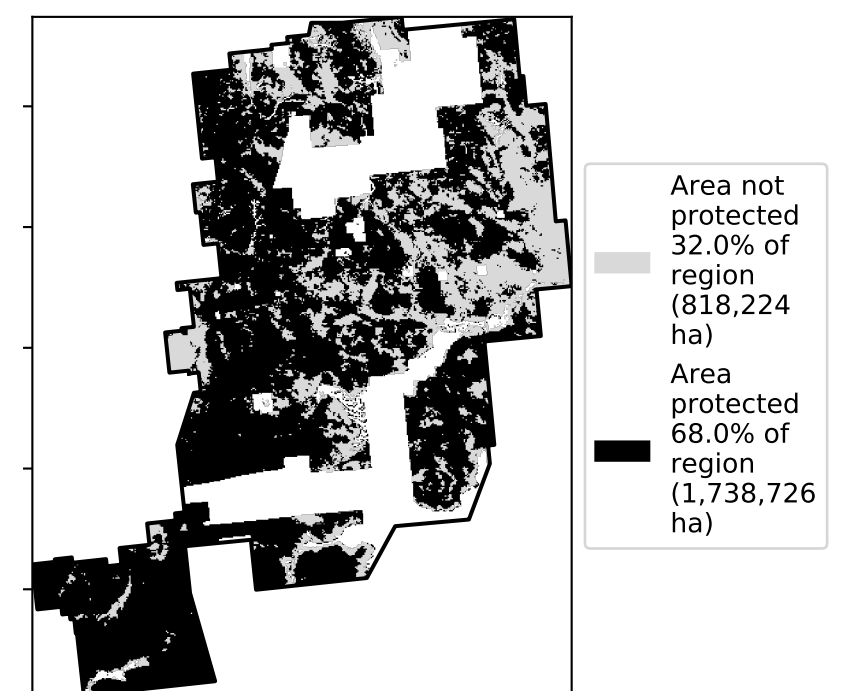 Area not
protected
32.0% of
region
(818,224
ha)
Area
protected
68.0% of
region
(1,738,726
ha)